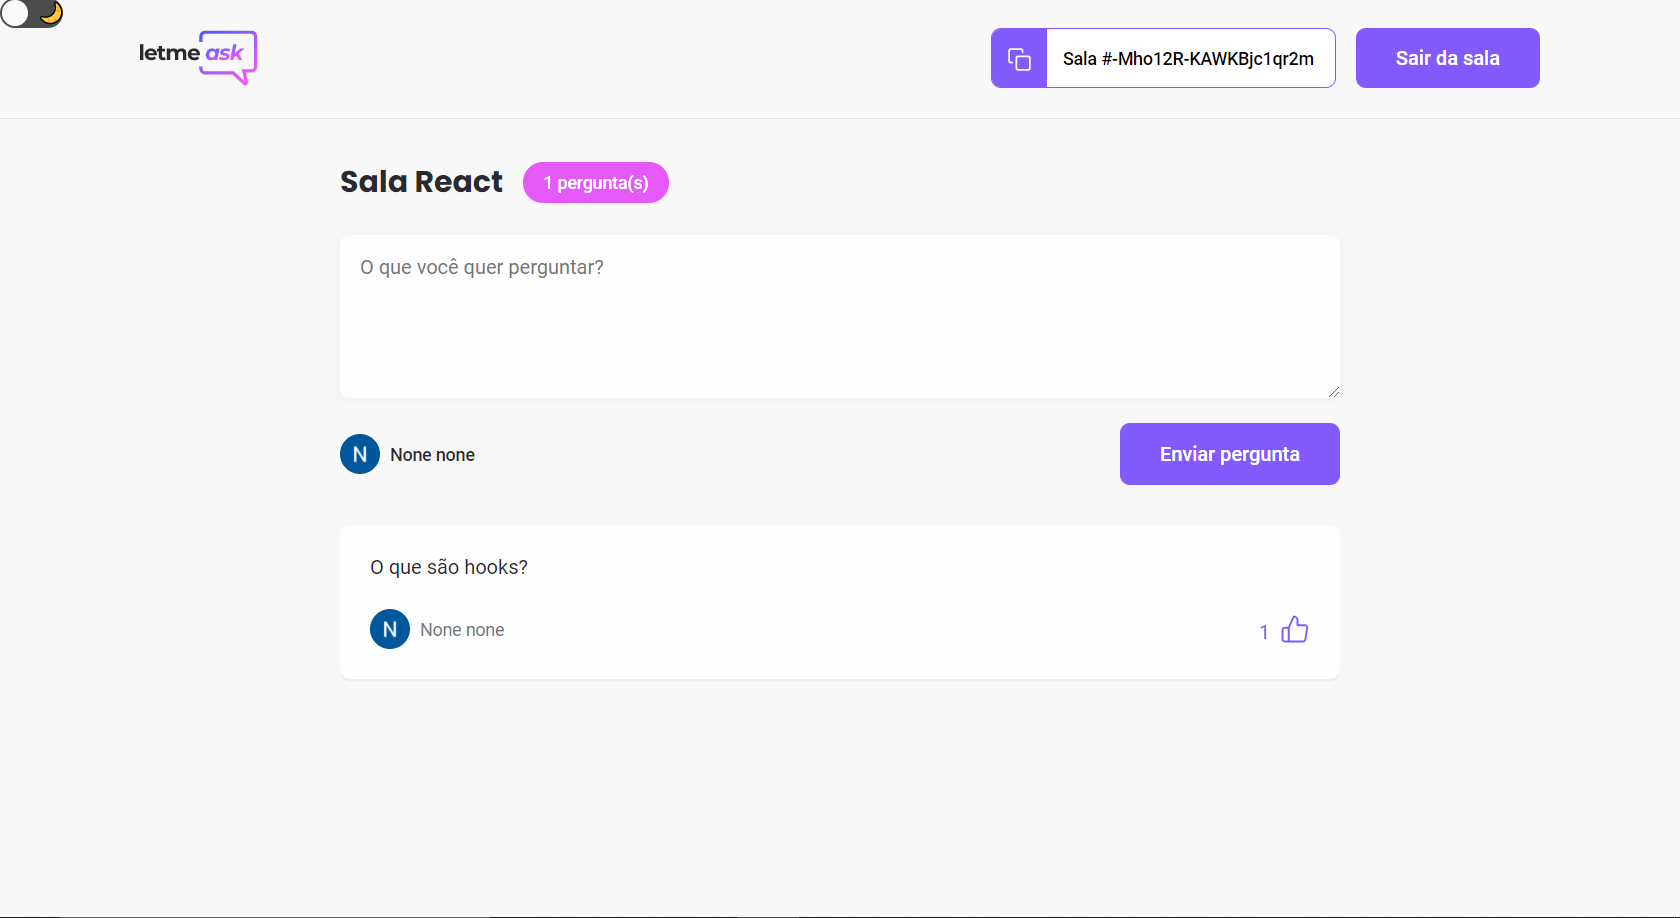 letme ask
Sala #-Mho12R-KAWKBjc1qr2m
Sair da sala
Sala React
1 pergunta(s)
O que você quer perguntar?
N
None none
Enviar pergunta
O que são hooks?
N
None none
1